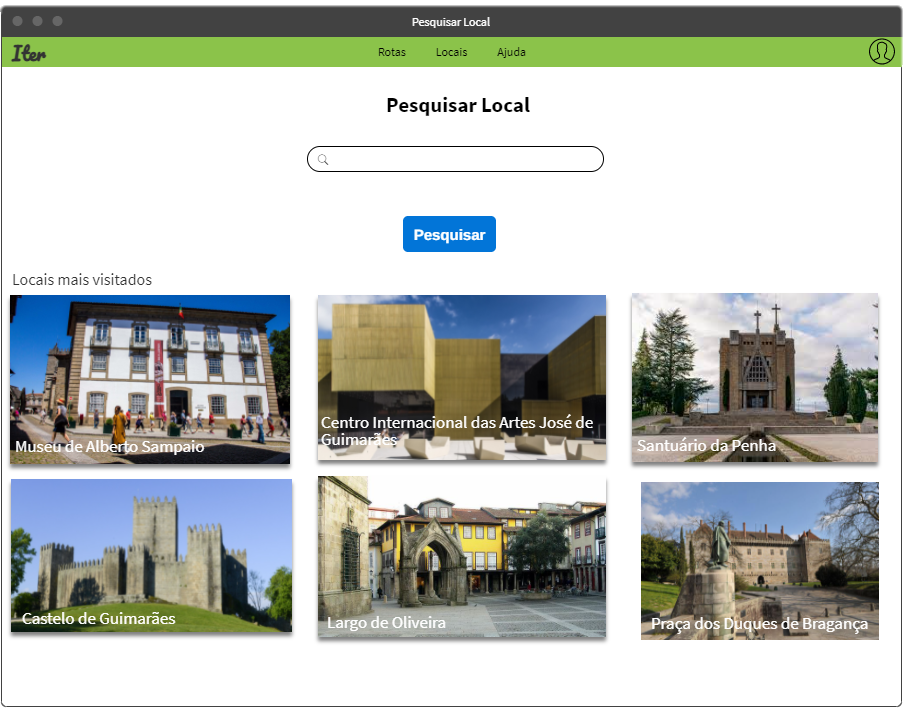 Pesquisar Local
Iter
Rotas
Locais
Ajuda
Pesquisar Local
Pesquisar
Locais mais visitados
Museu de Alberto Sampaio
Centro Internacional das Artes José de
Guimarães
Santuário da Penha
Castelo de Guimarães
Largo de Oliveira
Praça dos Duques de Bragança